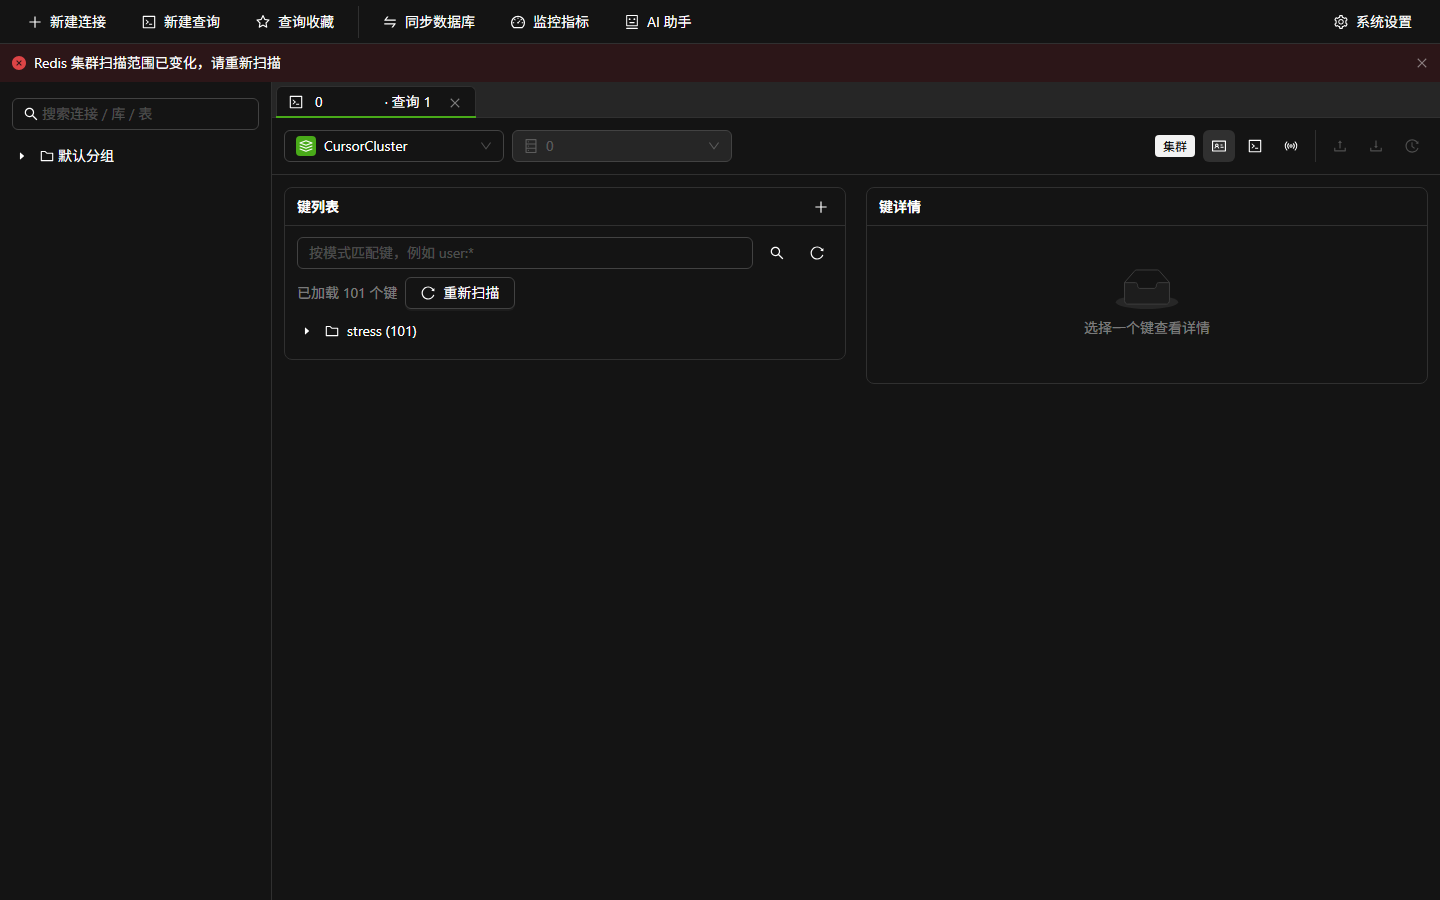 新建连接 新建查询 查询收藏 同步数据库 监控指标 AI 助手 系统设置
Redis 集群扫描范围已变化，请重新扫描
搜索连接 / 库 / 表
默认分组
0 · 查询 1
CursorCluster 0 集群
键列表
按模式匹配键，例如 user:*
已加载 101 个键 重新扫描
stress (101)
键详情
选择一个键查看详情